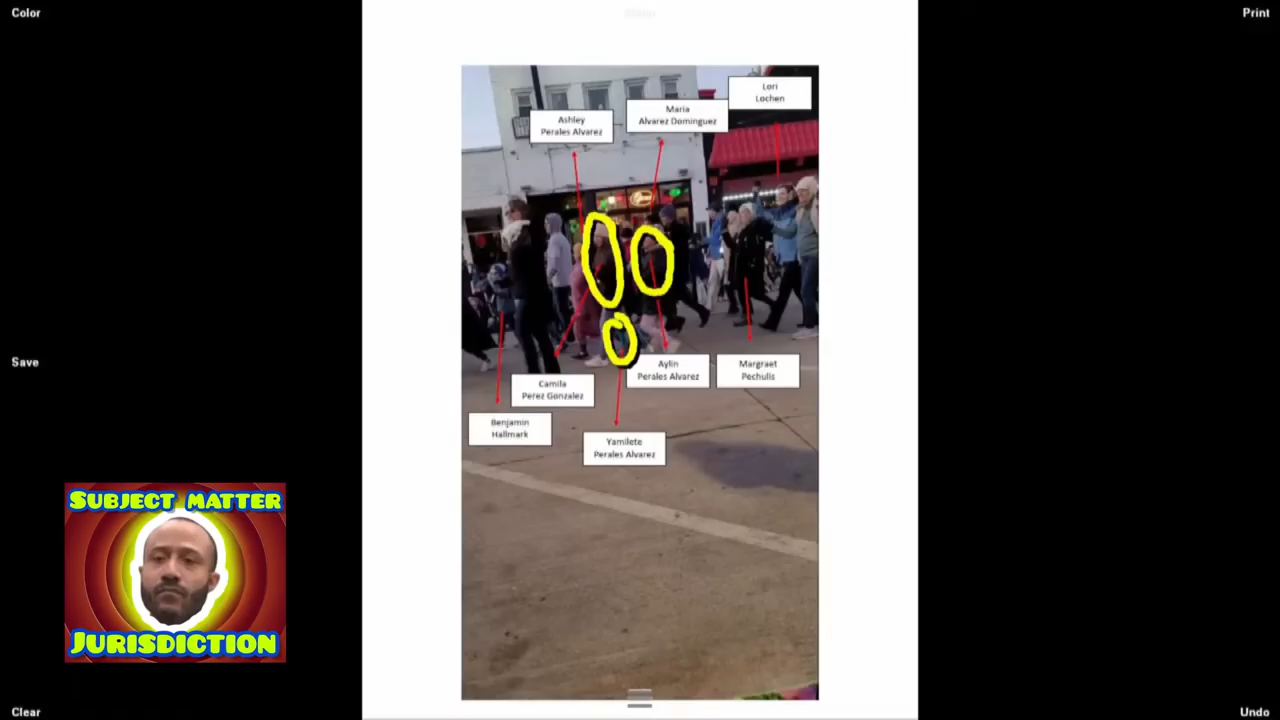 Color
Print
Lori
Lochen
Maria
Alvarez Dominguez
Ashley
Perales Alvarez
Save
Aylin
Perales Alvarez
Margraet
Pechulis
Camila
Perez Gonzalez
Benjamin
Hallmark
Yamilete
Perales Alvarez
SUBJECT MATTER
JURISDICTION
Clear
Undo